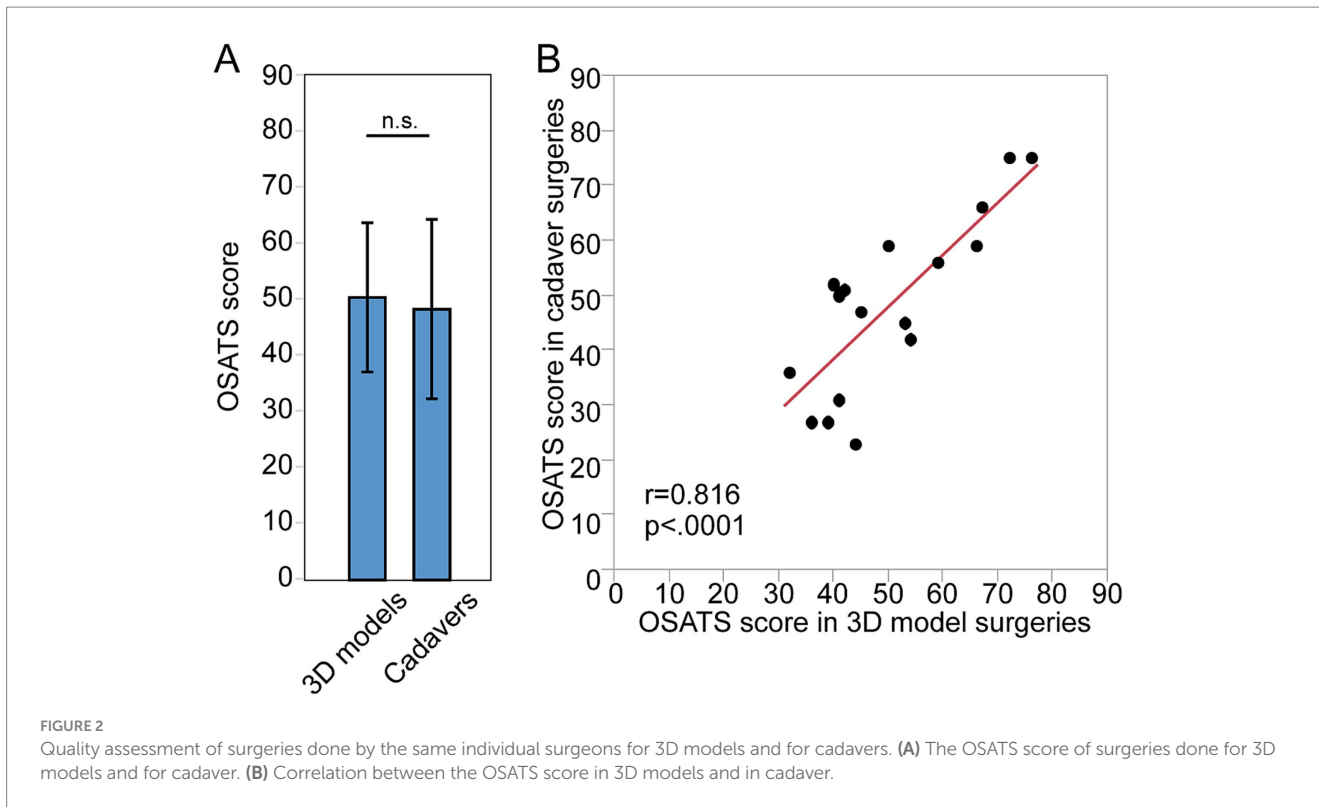 A
90
80
70
60
50
40
30
20
10
0
OSATS score
n.s.
3D models
Cadavers
B
90
80
70
60
50
40
30
20
10
0
OSATS score in cadaver surgeries
r=0.816
p<.0001
0 10 20 30 40 50 60 70 80 90
OSATS score in 3D model surgeries
FIGURE 2
Quality assessment of surgeries done by the same individual surgeons for 3D models and for cadavers. (A) The OSATS score of surgeries done for 3D
models and for cadaver. (B) Correlation between the OSATS score in 3D models and in cadaver.